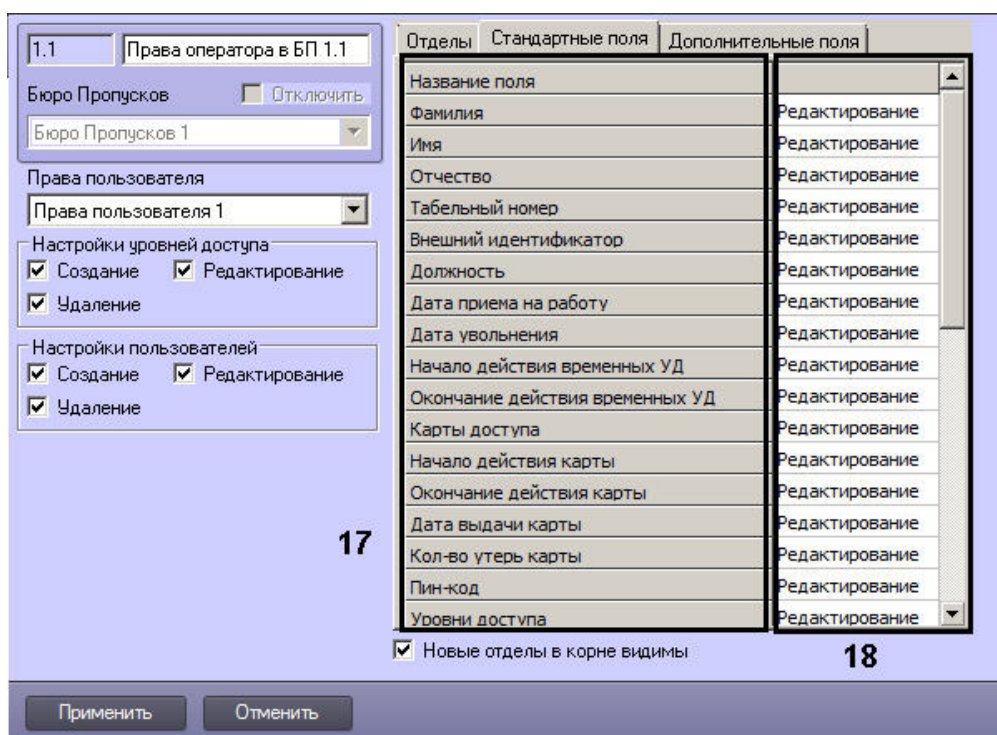 1.1 Права оператора в БП 1.1
Бюро Пропусков Отключить
Бюро Пропусков 1
Права пользователя
Права пользователя 1
Настройки уровней доступа
Создание Редактирование
Удаление
Настройки пользователей
Создание Редактирование
Удаление
17
Отделы Стандартные поля Дополнительные поля
Название поля
Фамилия Редактирование
Имя Редактирование
Отчество Редактирование
Табельный номер Редактирование
Внешний идентификатор Редактирование
Должность Редактирование
Дата приема на работу Редактирование
Дата увольнения Редактирование
Начало действия временных УД Редактирование
Окончание действия временных УД Редактирование
Карты доступа Редактирование
Начало действия карты Редактирование
Окончание действия карты Редактирование
Дата выдачи карты Редактирование
Кол-во утерь карты Редактирование
Пин-код Редактирование
Уровни доступа Редактирование
Новые отделы в корне видимы
18
Применить Отменить